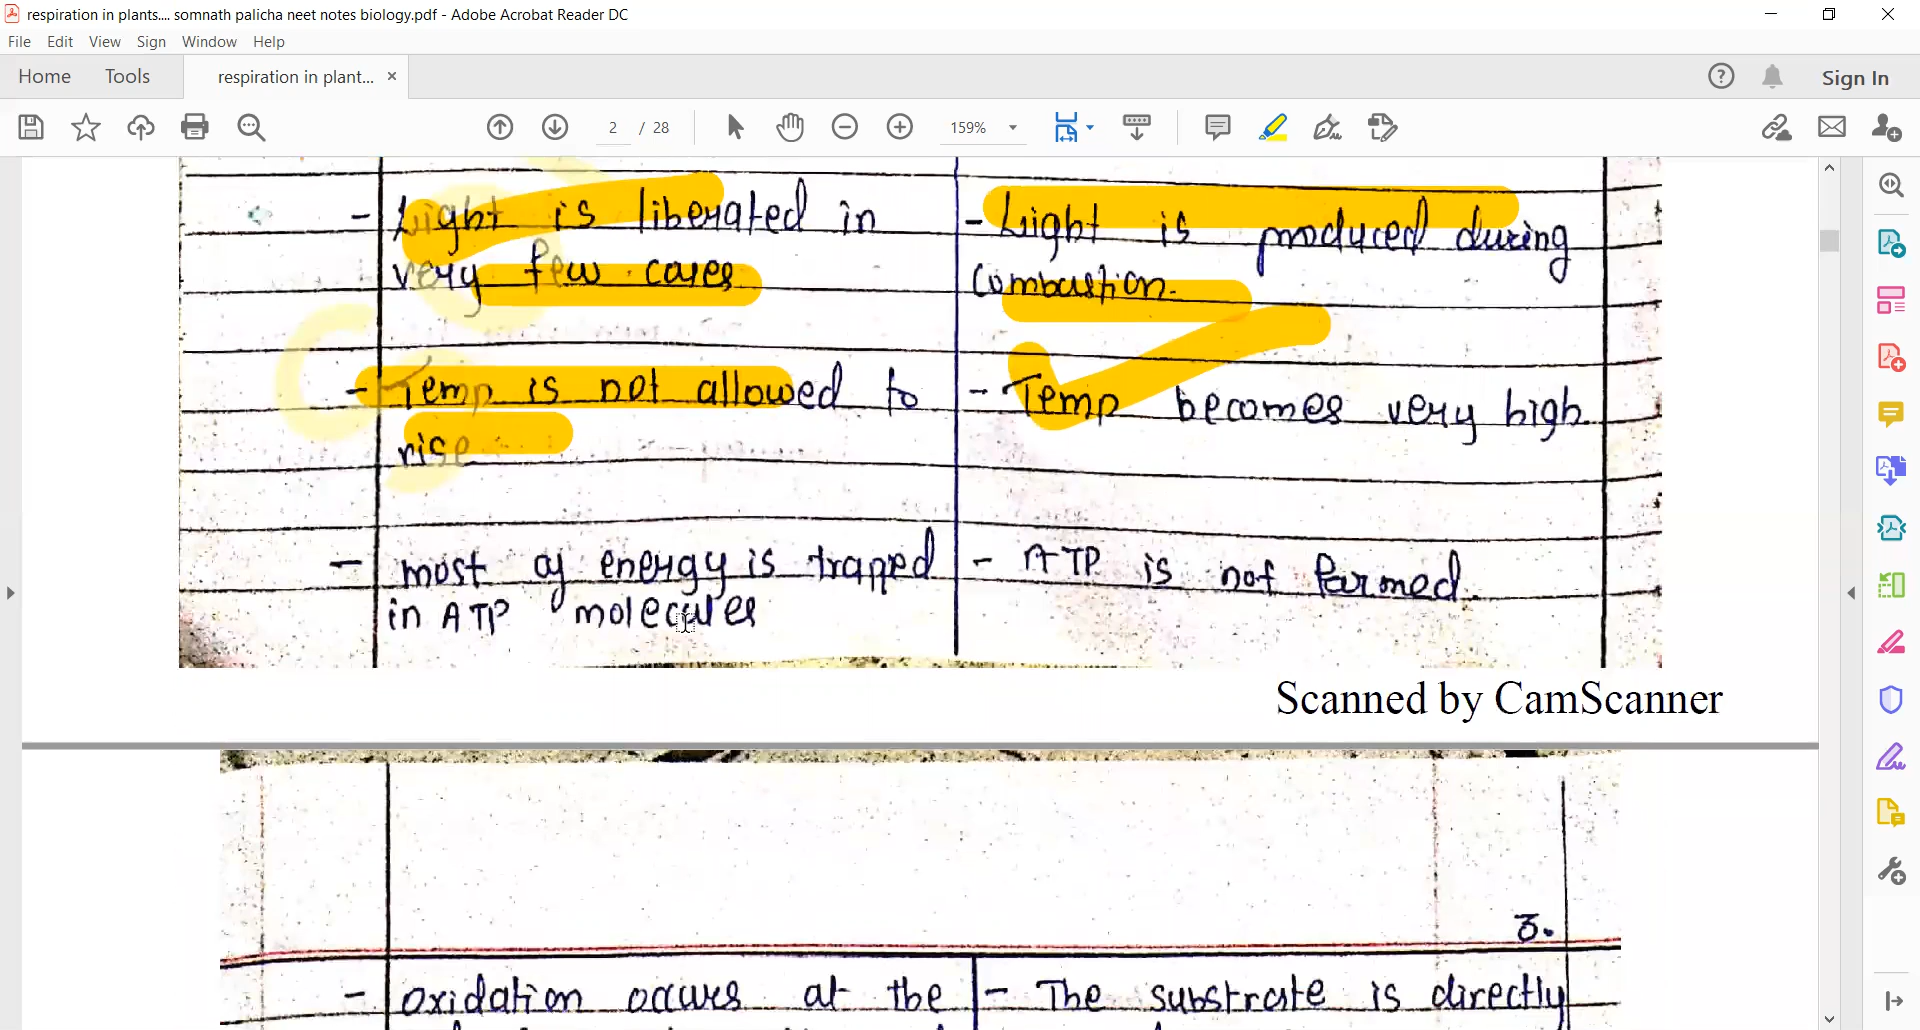 respiration in plants.... somnath palicha neet notes biology.pdf - Adobe Acrobat Reader DC
File Edit View Sign Window Help
Home Tools respiration in plant... ×
Sign In
2 / 28 159%
- Light is liberated in
very few cases
- Light is produced during
Combustion.
- Temp is not allowed to
rise
- Temp becomes very high.
- most of energy is trapped
in ATP molecules
- ATP is not formed.
Scanned by CamScanner
3.
- oxidation occurs at the
- The substrate is directly